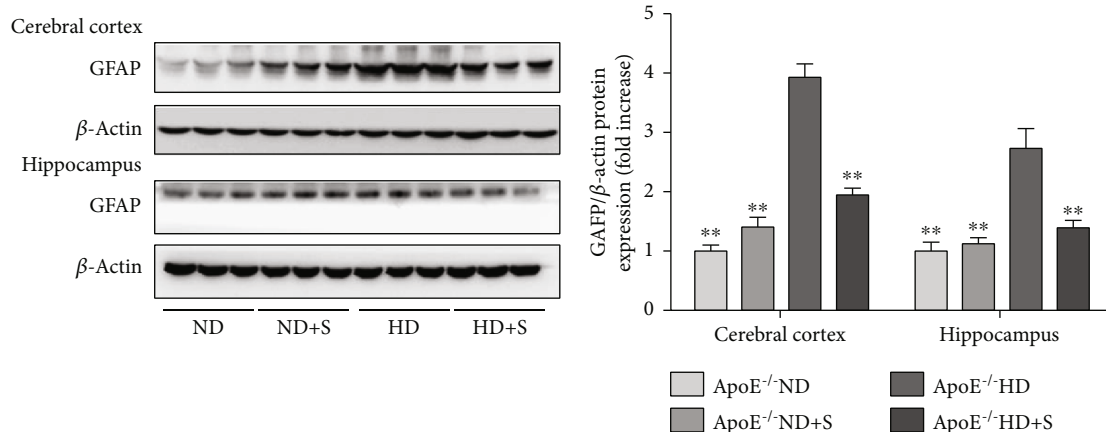 Cerebral cortex
GFAP
β-Actin
Hippocampus
GFAP
β-Actin
ND ND+S HD HD+S
GAFP/β-actin protein
expression (fold increase)
5
4
3
2
1
0
** ** **
** ** **
Cerebral cortex Hippocampus
ApoE⁻/⁻ND ApoE⁻/⁻HD
ApoE⁻/⁻ND+S ApoE⁻/⁻HD+S